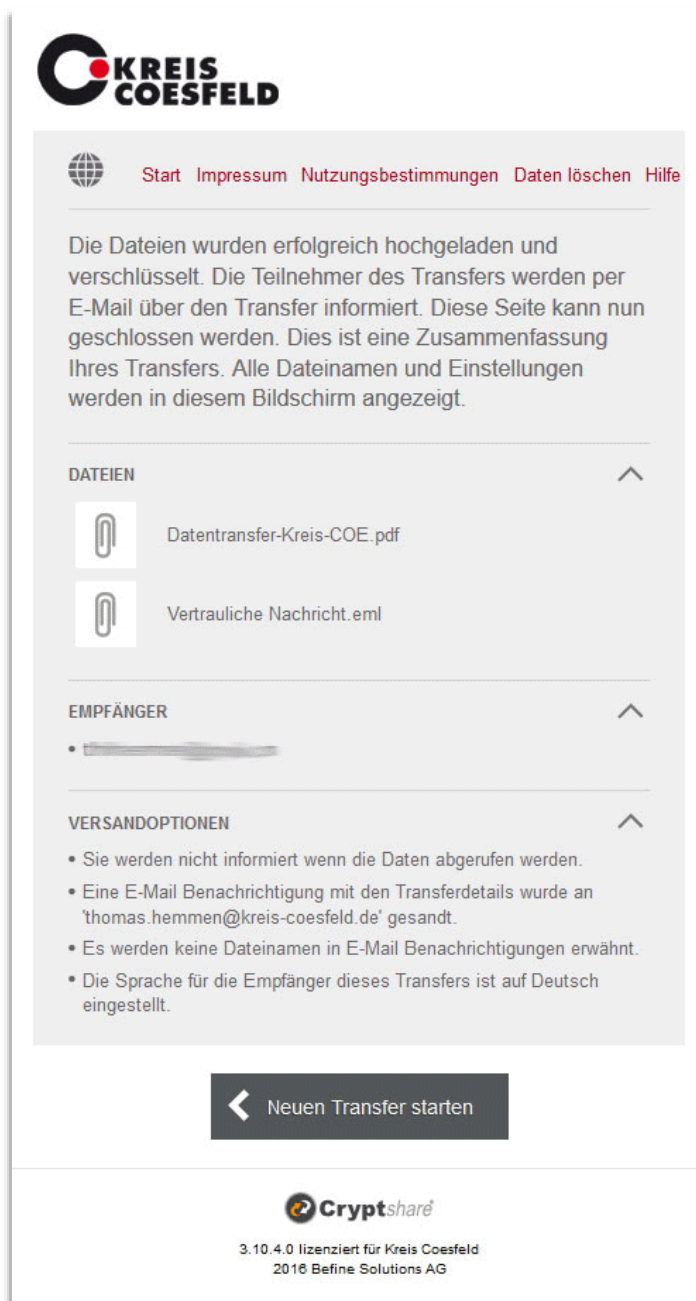 KREIS
COESFELD
Start Impressum Nutzungsbestimmungen Daten löschen Hilfe
Die Dateien wurden erfolgreich hochgeladen und
verschlüsselt. Die Teilnehmer des Transfers werden per
E-Mail über den Transfer informiert. Diese Seite kann nun
geschlossen werden. Dies ist eine Zusammenfassung
Ihres Transfers. Alle Dateinamen und Einstellungen
werden in diesem Bildschirm angezeigt.
DATEIEN
Datentransfer-Kreis-COE.pdf
Vertrauliche Nachricht.eml
EMPFÄNGER
VERSANDOPTIONEN
• Sie werden nicht informiert wenn die Daten abgerufen werden.
• Eine E-Mail Benachrichtigung mit den Transferdetails wurde an
'thomas.hemmen@kreis-coesfeld.de' gesandt.
• Es werden keine Dateinamen in E-Mail Benachrichtigungen erwähnt.
• Die Sprache für die Empfänger dieses Transfers ist auf Deutsch
eingestellt.
Neuen Transfer starten
Cryptshare
3.10.4.0 lizenziert für Kreis Coesfeld
2016 Befine Solutions AG